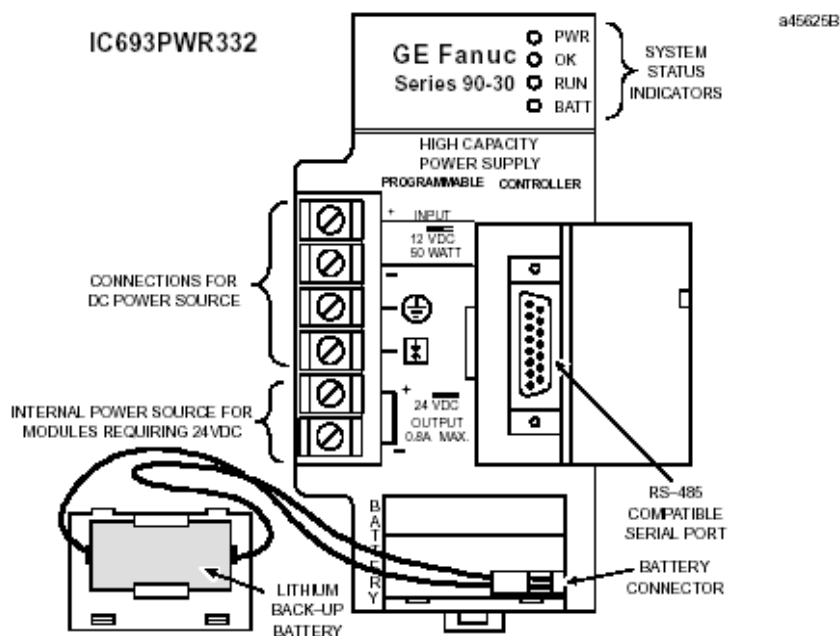 a45625B
IC693PWR332
GE Fanuc
Series 90-30
PWR
OK
RUN
BATT
SYSTEM
STATUS
INDICATORS
HIGH CAPACITY
POWER SUPPLY
PROGRAMMABLE CONTROLLER
+ INPUT
12 VDC
50 WATT
−
CONNECTIONS FOR
DC POWER SOURCE
+
24 VDC
OUTPUT
0.8A MAX.
−
INTERNAL POWER SOURCE FOR
MODULES REQUIRING 24VDC
RS–485
COMPATIBLE
SERIAL PORT
BATTERY
BATTERY
CONNECTOR
LITHIUM
BACK–UP
BATTERY